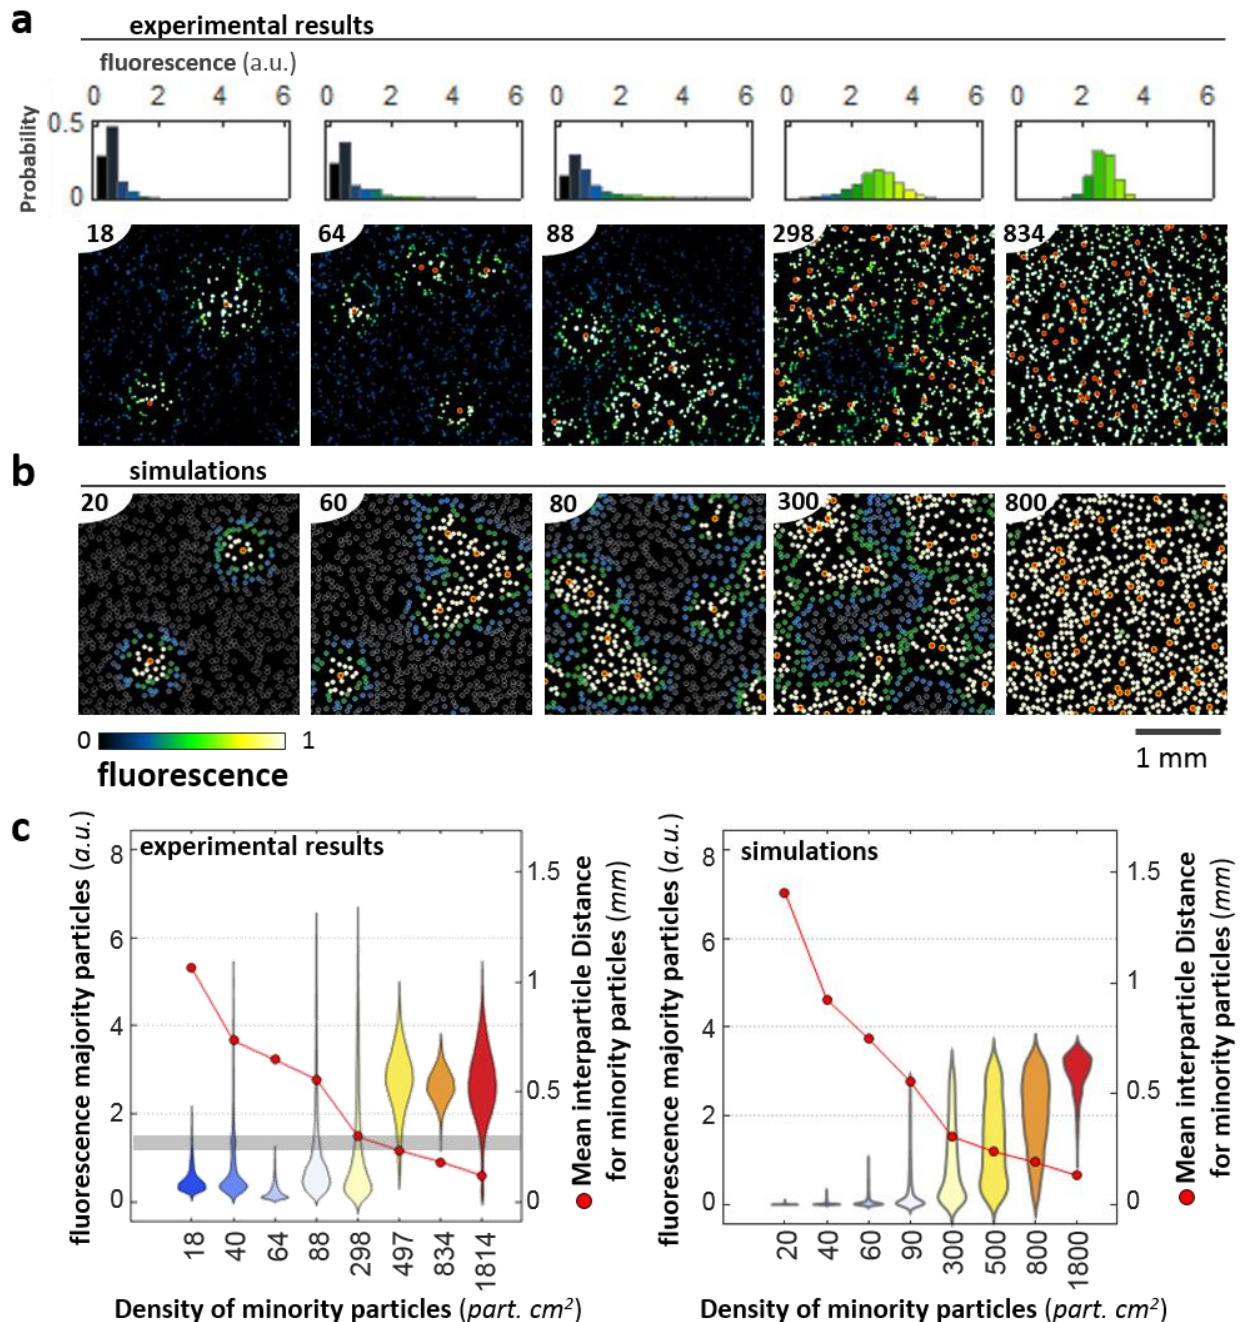 a
experimental results
fluorescence (a.u.)
0 2 4 6 0 2 4 6 0 2 4 6 0 2 4 6 0 2 4 6
Probability
0.5
0
18 64 88 298 834
b
simulations
20 60 80 300 800
0 1
fluorescence
1 mm
c
experimental results
fluorescence majority particles (a.u.)
8
6
4
2
0
1.5
1
0.5
0
Mean interparticle Distance
for minority particles (mm)
18 40 64 88 298 497 834 1814
Density of minority particles (part. cm²)
simulations
fluorescence majority particles (a.u.)
8
6
4
2
0
1.5
1
0.5
0
Mean interparticle Distance
for minority particles (mm)
20 40 60 90 300 500 800 1800
Density of minority particles (part. cm²)